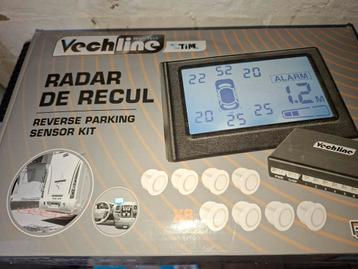 Vechline
TIM
RADAR
DE RECUL
REVERSE PARKING
SENSOR KIT
22 52 20
ALARM
1.2 M
20 25 25
Vechline
X8